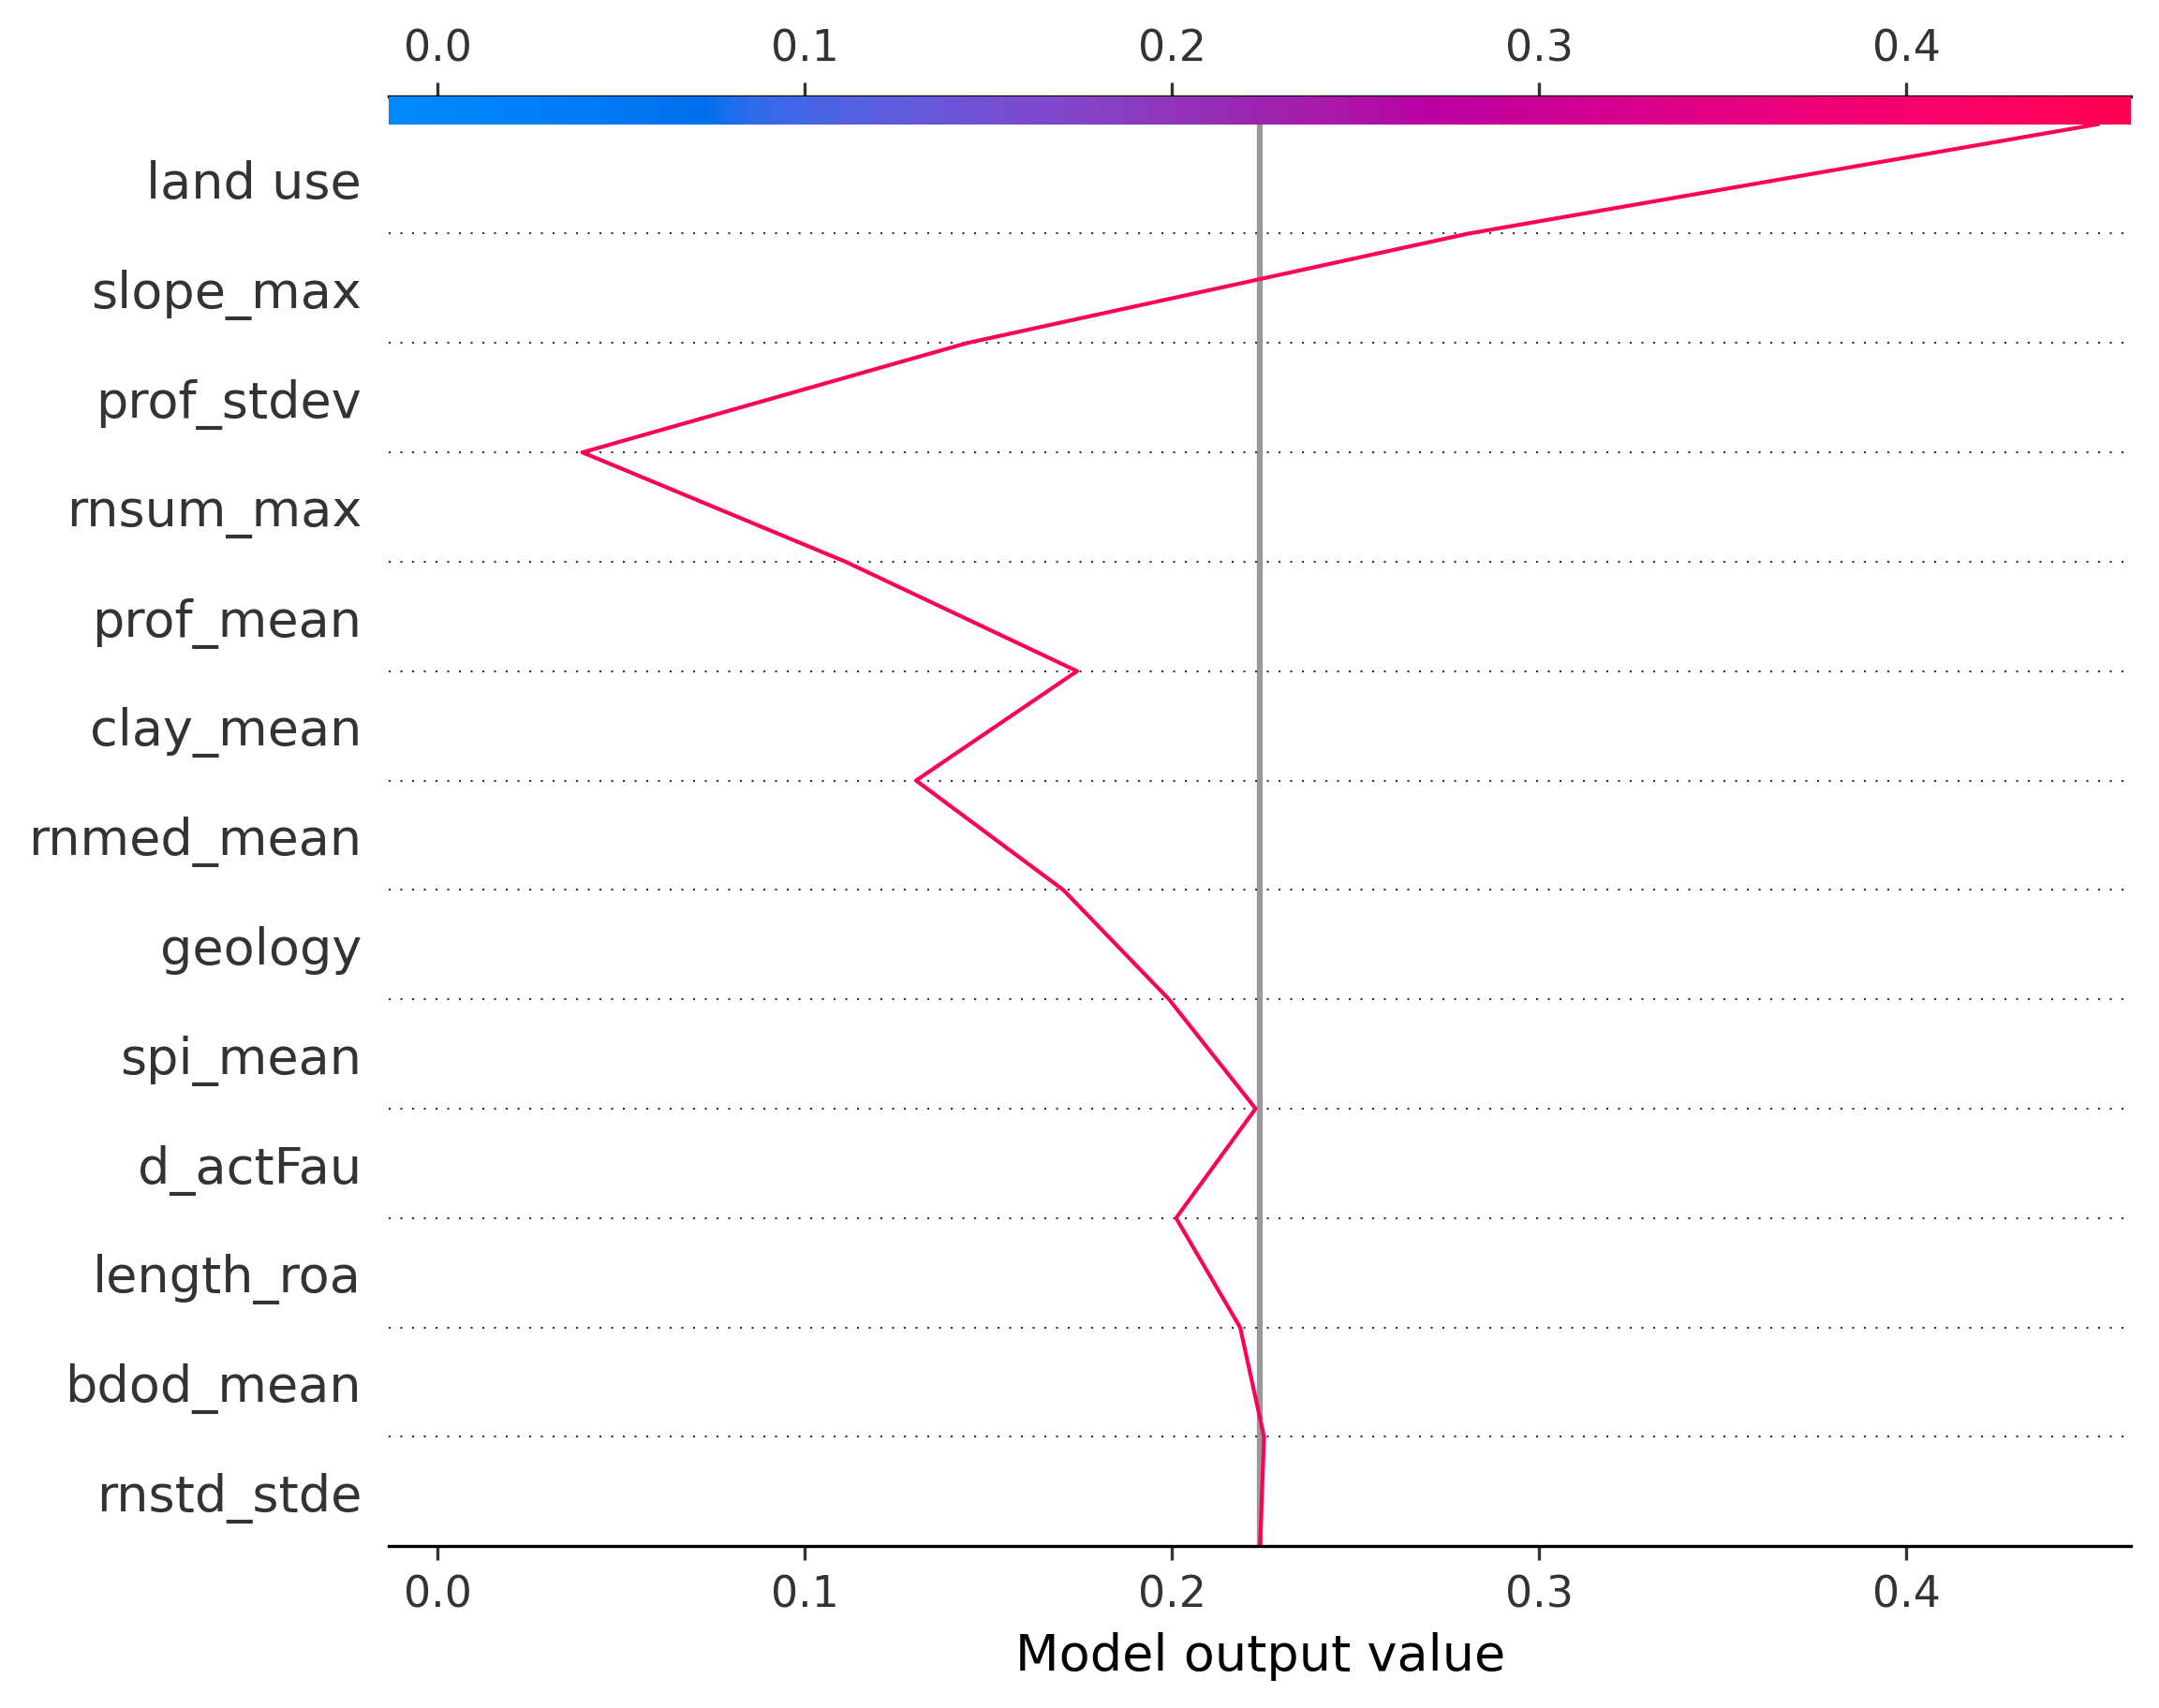 0.0 0.1 0.2 0.3 0.4
land use
slope_max
prof_stdev
rnsum_max
prof_mean
clay_mean
rnmed_mean
geology
spi_mean
d_actFau
length_roa
bdod_mean
rnstd_stde
0.0 0.1 0.2 0.3 0.4
Model output value